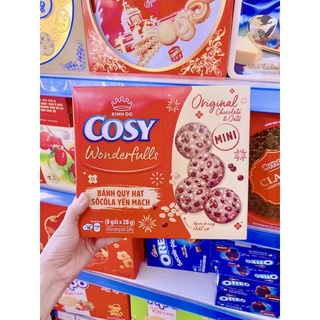 KINH DO
COSY
Wonderfulls
Original
Chocolate
& Oats
MINI
BÁNH QUY HẠT
SÔCÔLA YẾN MẠCH
(8 gói x 28 g)
OREO
OREO
OREO